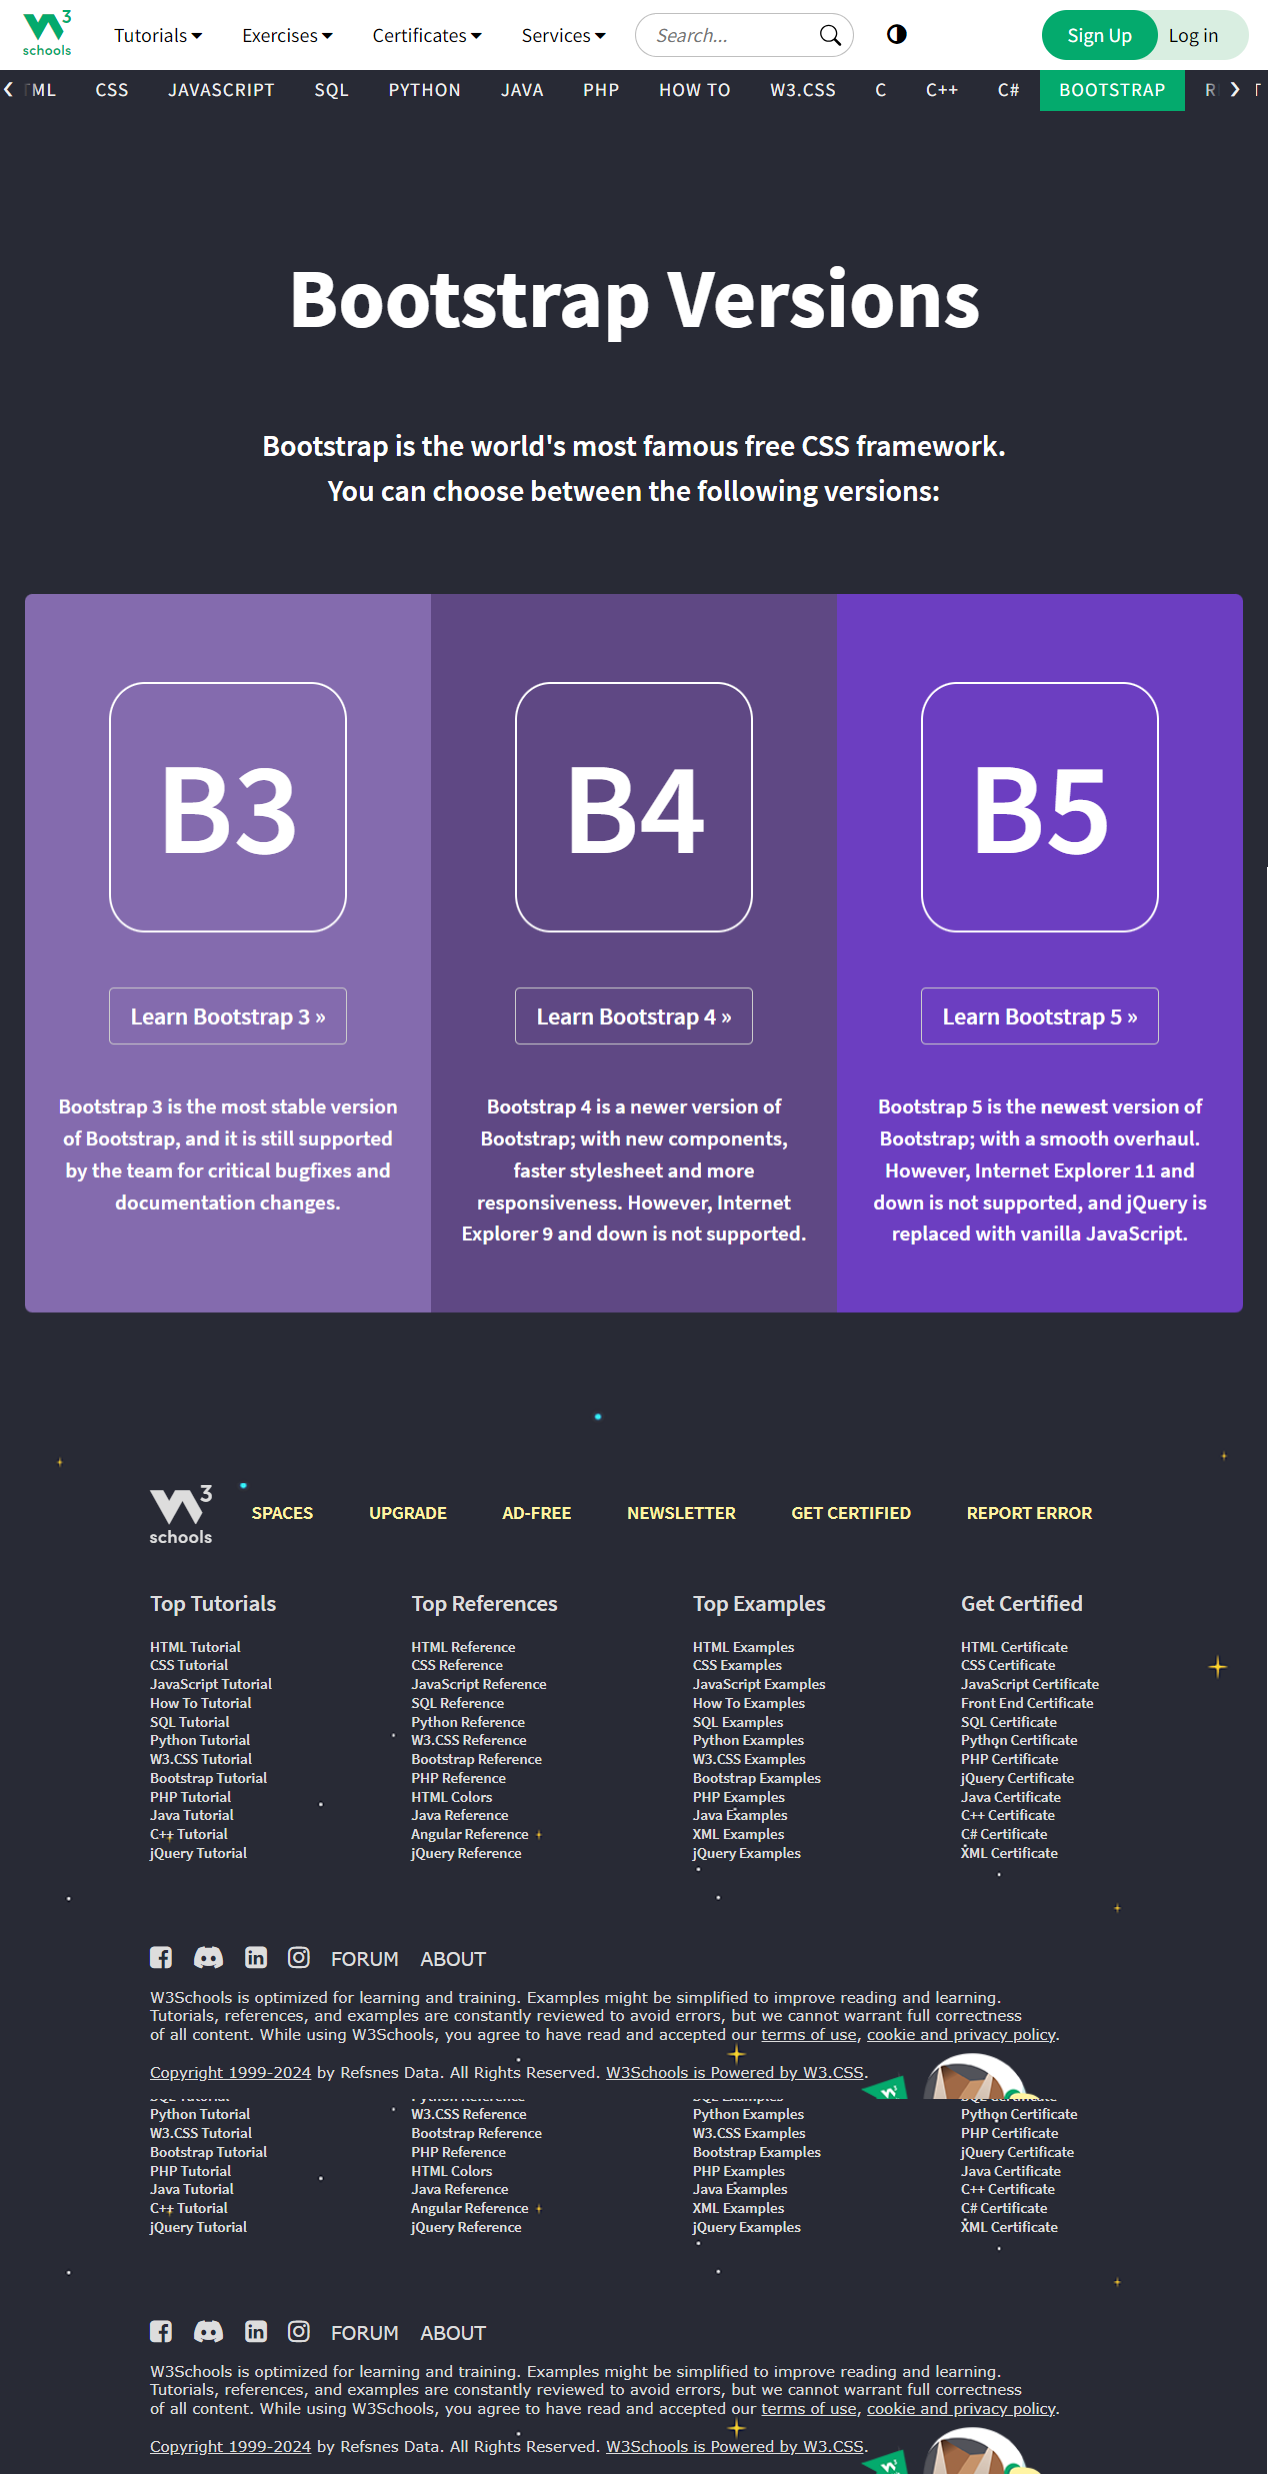 3
schools
Tutorials
Exercises
Certificates
Services
Search...
Sign Up
Log in
TML
CSS
JAVASCRIPT
SQL
PYTHON
JAVA
PHP
HOW TO
W3.CSS
C
C++
C#
BOOTSTRAP
Bootstrap Versions
Bootstrap is the world's most famous free CSS framework.
You can choose between the following versions:
B3
Learn Bootstrap 3 »
Bootstrap 3 is the most stable version
of Bootstrap, and it is still supported
by the team for critical bugfixes and
documentation changes.
B4
Learn Bootstrap 4 »
Bootstrap 4 is a newer version of
Bootstrap; with new components,
faster stylesheet and more
responsiveness. However, Internet
Explorer 9 and down is not supported.
B5
Learn Bootstrap 5 »
Bootstrap 5 is the newest version of
Bootstrap; with a smooth overhaul.
However, Internet Explorer 11 and
down is not supported, and jQuery is
replaced with vanilla JavaScript.
3
schools
SPACES
UPGRADE
AD-FREE
NEWSLETTER
GET CERTIFIED
REPORT ERROR
Top Tutorials
HTML Tutorial
CSS Tutorial
JavaScript Tutorial
How To Tutorial
SQL Tutorial
Python Tutorial
W3.CSS Tutorial
Bootstrap Tutorial
PHP Tutorial
Java Tutorial
C++ Tutorial
jQuery Tutorial
Top References
HTML Reference
CSS Reference
JavaScript Reference
SQL Reference
Python Reference
W3.CSS Reference
Bootstrap Reference
PHP Reference
HTML Colors
Java Reference
Angular Reference
jQuery Reference
Top Examples
HTML Examples
CSS Examples
JavaScript Examples
How To Examples
SQL Examples
Python Examples
W3.CSS Examples
Bootstrap Examples
PHP Examples
Java Examples
XML Examples
jQuery Examples
Get Certified
HTML Certificate
CSS Certificate
JavaScript Certificate
Front End Certificate
SQL Certificate
Python Certificate
PHP Certificate
jQuery Certificate
Java Certificate
C++ Certificate
C# Certificate
XML Certificate
FORUM
ABOUT
W3Schools is optimized for learning and training. Examples might be simplified to improve reading and learning.
Tutorials, references, and examples are constantly reviewed to avoid errors, but we cannot warrant full correctness
of all content. While using W3Schools, you agree to have read and accepted our terms of use, cookie and privacy policy.
Copyright 1999-2024 by Refsnes Data. All Rights Reserved. W3Schools is Powered by W3.CSS.
Python Tutorial
W3.CSS Tutorial
Bootstrap Tutorial
PHP Tutorial
Java Tutorial
C++ Tutorial
jQuery Tutorial
W3.CSS Reference
Bootstrap Reference
PHP Reference
HTML Colors
Java Reference
Angular Reference
jQuery Reference
Python Examples
W3.CSS Examples
Bootstrap Examples
PHP Examples
Java Examples
XML Examples
jQuery Examples
Python Certificate
PHP Certificate
jQuery Certificate
Java Certificate
C++ Certificate
C# Certificate
XML Certificate
FORUM
ABOUT
W3Schools is optimized for learning and training. Examples might be simplified to improve reading and learning.
Tutorials, references, and examples are constantly reviewed to avoid errors, but we cannot warrant full correctness
of all content. While using W3Schools, you agree to have read and accepted our terms of use, cookie and privacy policy.
Copyright 1999-2024 by Refsnes Data. All Rights Reserved. W3Schools is Powered by W3.CSS.